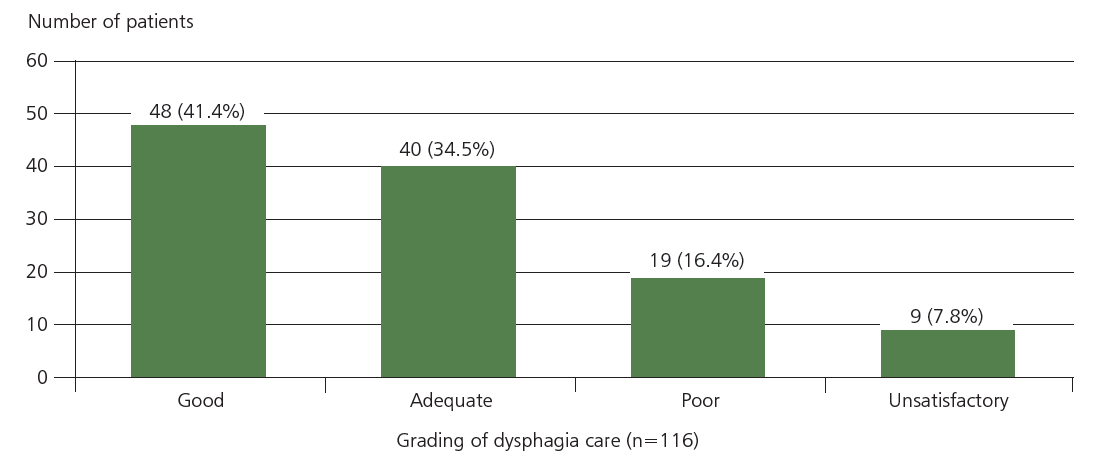 Number of patients
60
50
40
30
20
10
0
48 (41.4%)
40 (34.5%)
19 (16.4%)
9 (7.8%)
Good
Adequate
Poor
Unsatisfactory
Grading of dysphagia care (n=116)